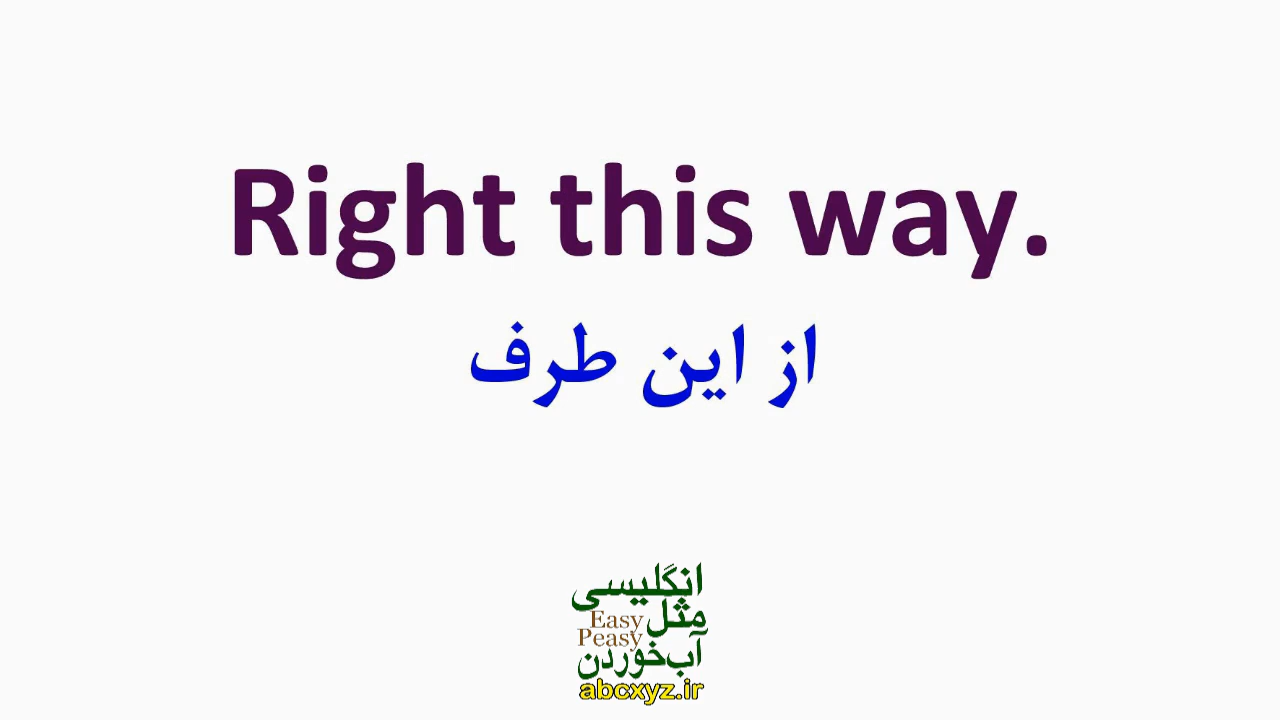 Right this way.
از این طرف
انگلیسی
مثل
Easy
Peasy
آب‌خوردن
abcxyz.ir